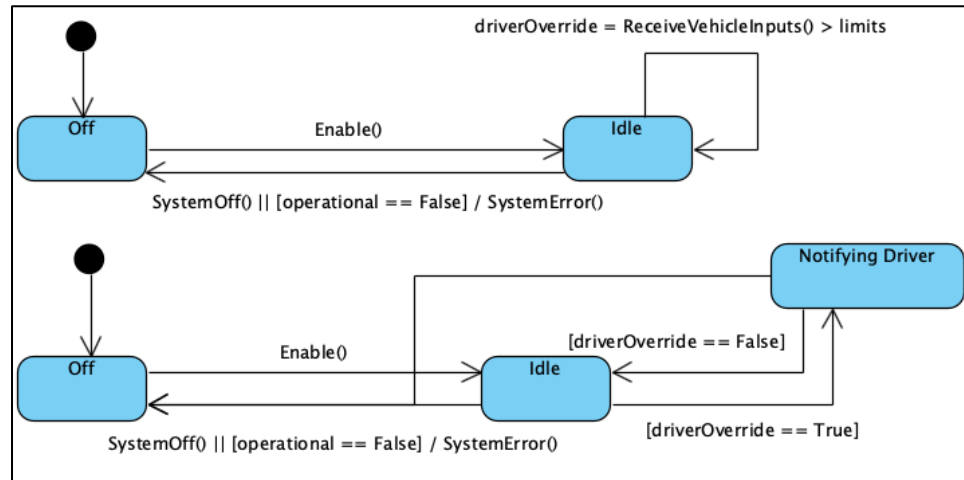 driverOverride = ReceiveVehicleInputs() > limits
Off
Enable()
Idle
SystemOff() || [operational == False] / SystemError()
Notifying Driver
Enable()
[driverOverride == False]
Off
Idle
SystemOff() || [operational == False] / SystemError()
[driverOverride == True]